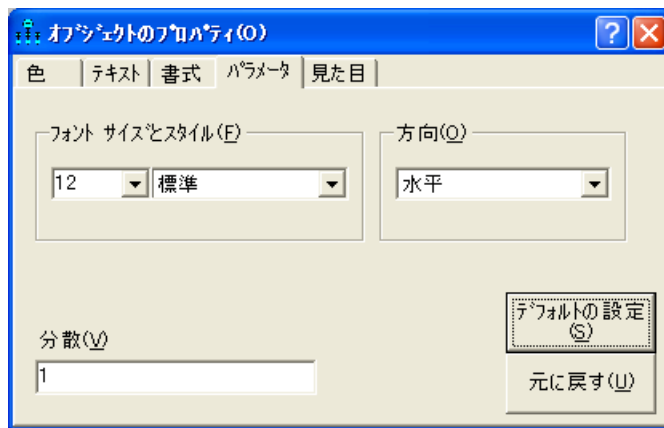 ｵﾌﾞｼﾞｪｸﾄのﾌﾟﾛﾊﾟﾃｨ(O)
色 ﾃｷｽﾄ 書式 ﾊﾟﾗﾒｰﾀ 見た目
ﾌｫﾝﾄ ｻｲｽﾞとｽﾀｲﾙ(F) 方向(O)
12 標準 水平
ﾃﾞﾌｫﾙﾄの設定
(S)
分散(V)
1
元に戻す(U)